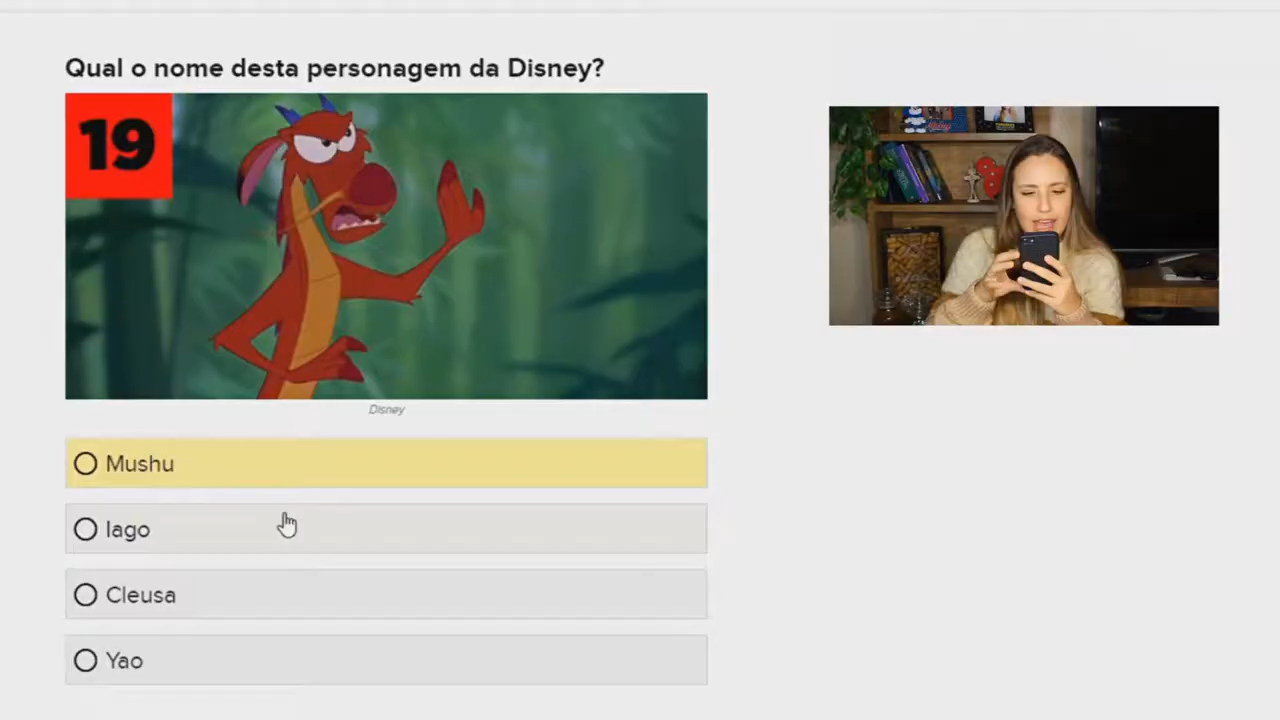 Qual o nome desta personagem da Disney?
19
Disney
Mushu
Iago
Cleusa
Yao